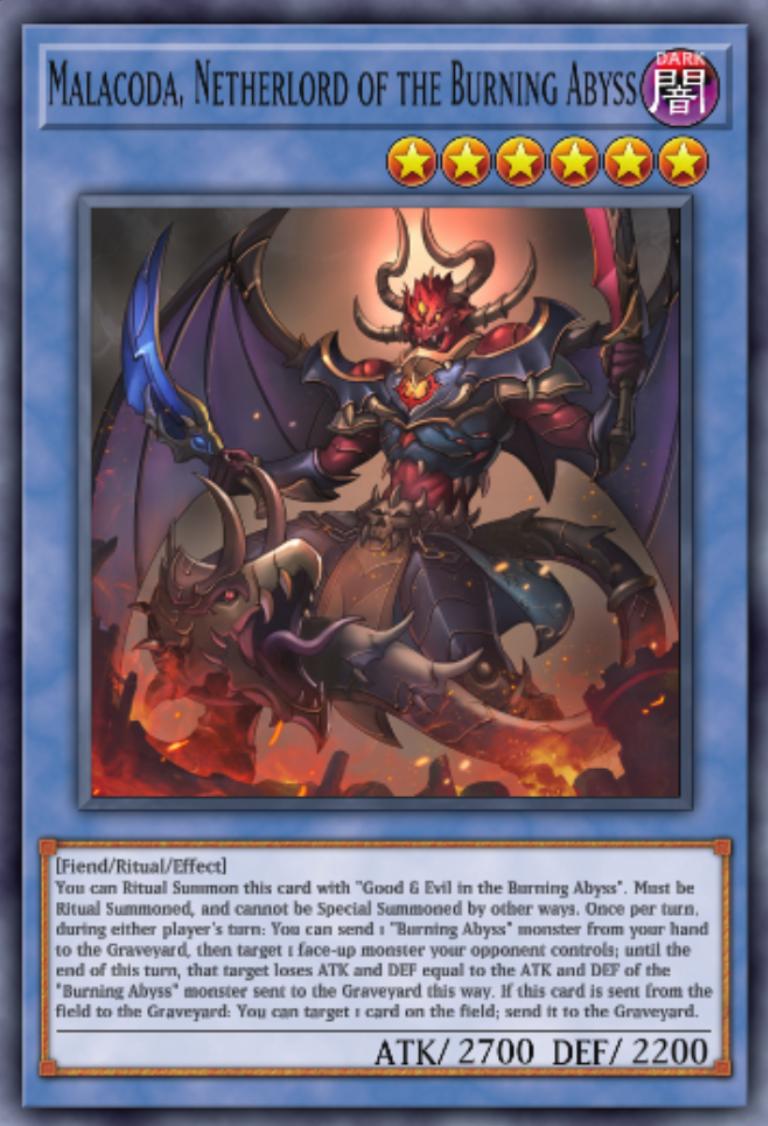 MALACODA, NETHERLORD OF THE BURNING ABYSS
DARK
闇
[Fiend/Ritual/Effect]
You can Ritual Summon this card with "Good & Evil in the Burning Abyss". Must be
Ritual Summoned, and cannot be Special Summoned by other ways. Once per turn,
during either player's turn: You can send 1 "Burning Abyss" monster from your hand
to the Graveyard, then target 1 face-up monster your opponent controls; until the
end of this turn, that target loses ATK and DEF equal to the ATK and DEF of the
"Burning Abyss" monster sent to the Graveyard this way. If this card is sent from the
field to the Graveyard: You can target 1 card on the field; send it to the Graveyard.
ATK/ 2700 DEF/ 2200